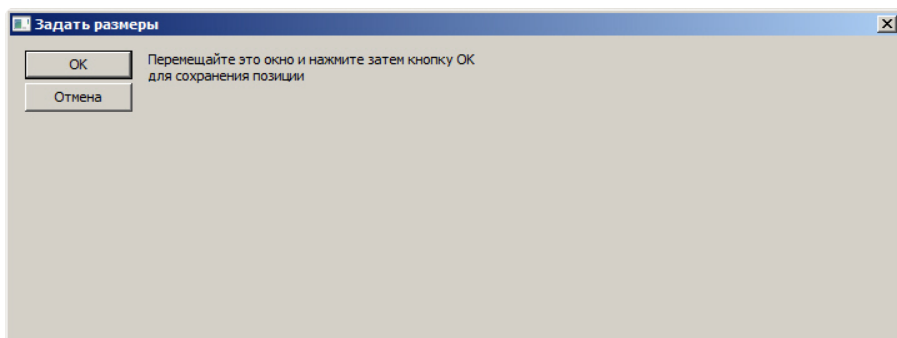 Задать размеры
OK
Перемещайте это окно и нажмите затем кнопку OK
для сохранения позиции
Отмена